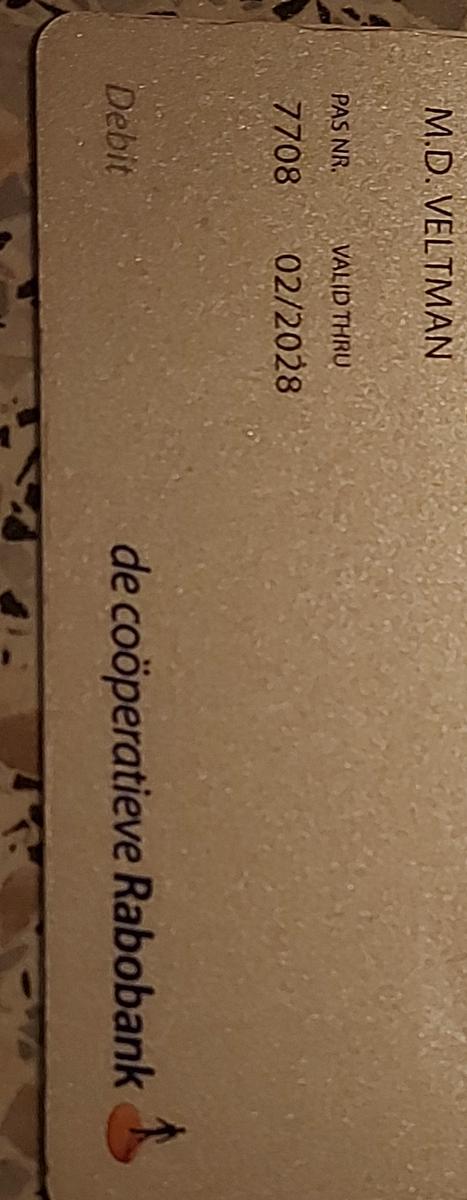 M.D. VELTMAN
PAS NR. VALID THRU
7708 02/2028
Debit de coöperatieve Rabobank